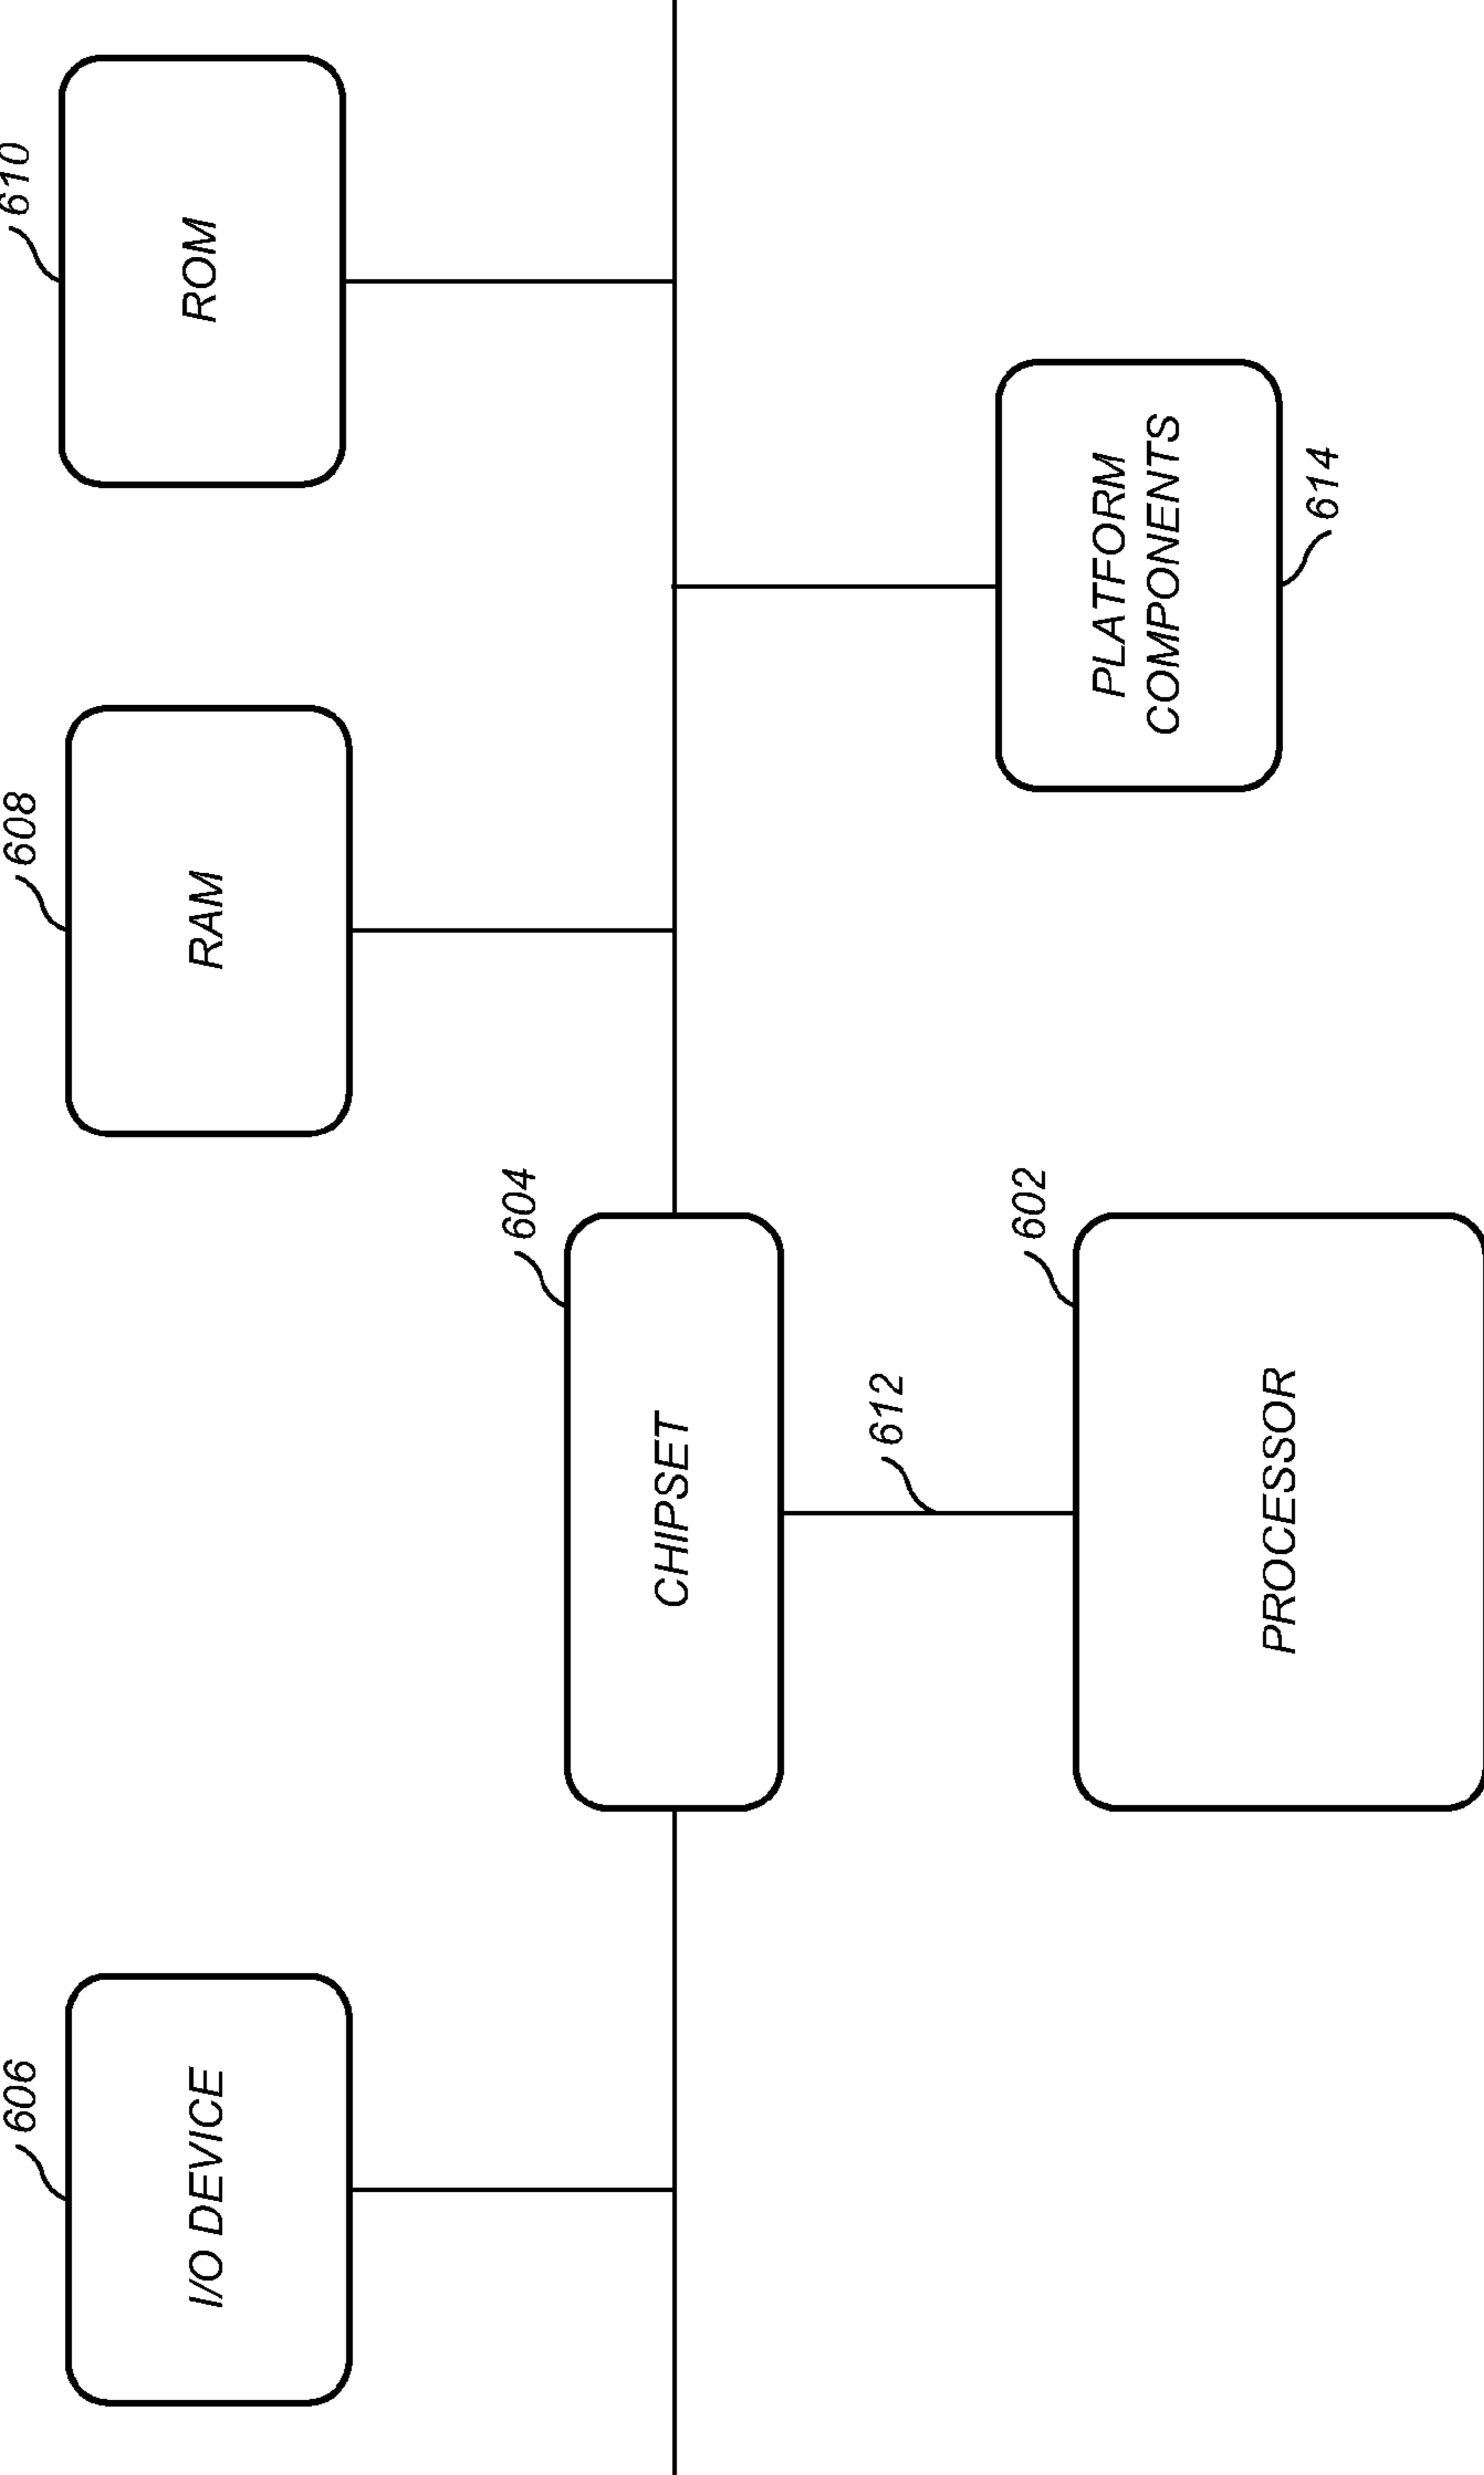 606
I/O DEVICE
608
RAM
610
ROM
604
CHIPSET
612
602
PROCESSOR
PLATFORM
COMPONENTS
614